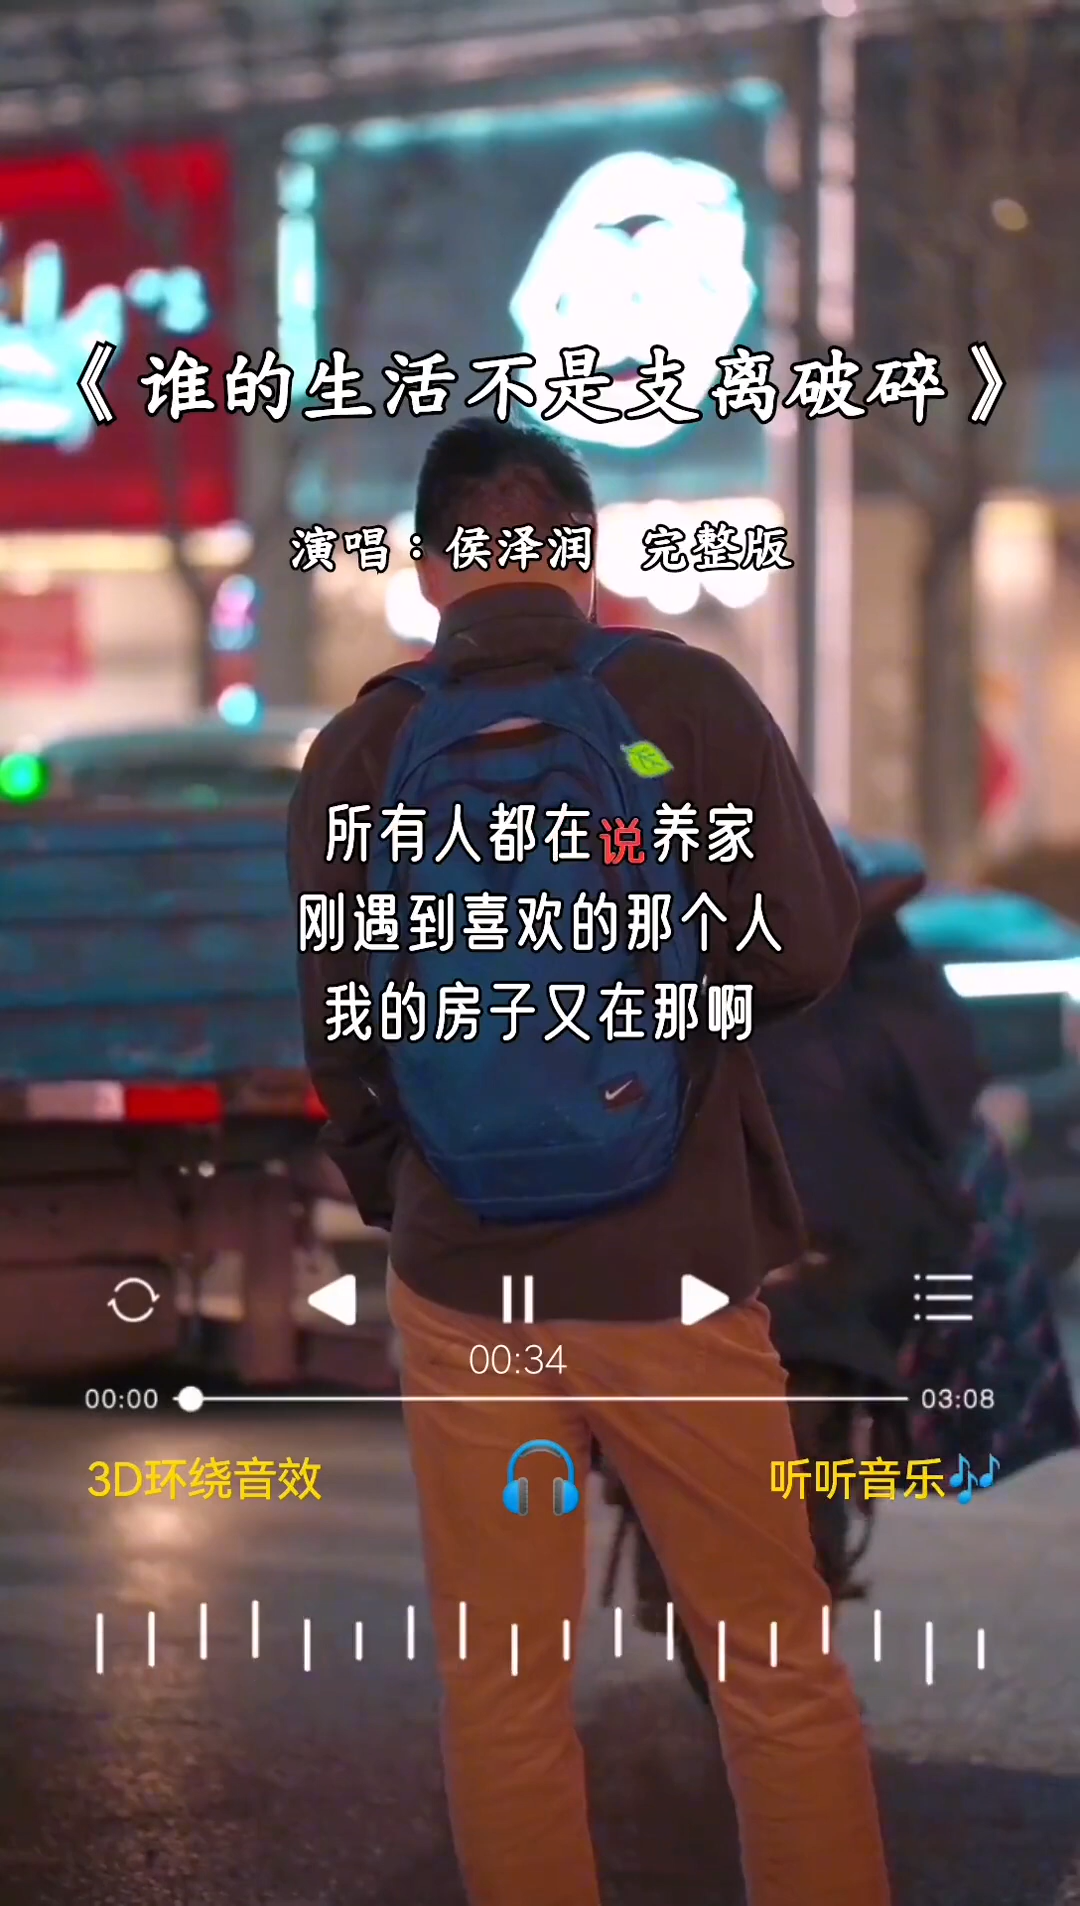 《谁的生活不是支离破碎》
演唱：侯泽润 完整版
所有人都在说养家
刚遇到喜欢的那个人
我的房子又在那啊
00:34
00:00 03:08
3D环绕音效 听听音乐